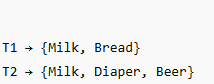 T1 → {Milk, Bread}
T2 → {Milk, Diaper, Beer}